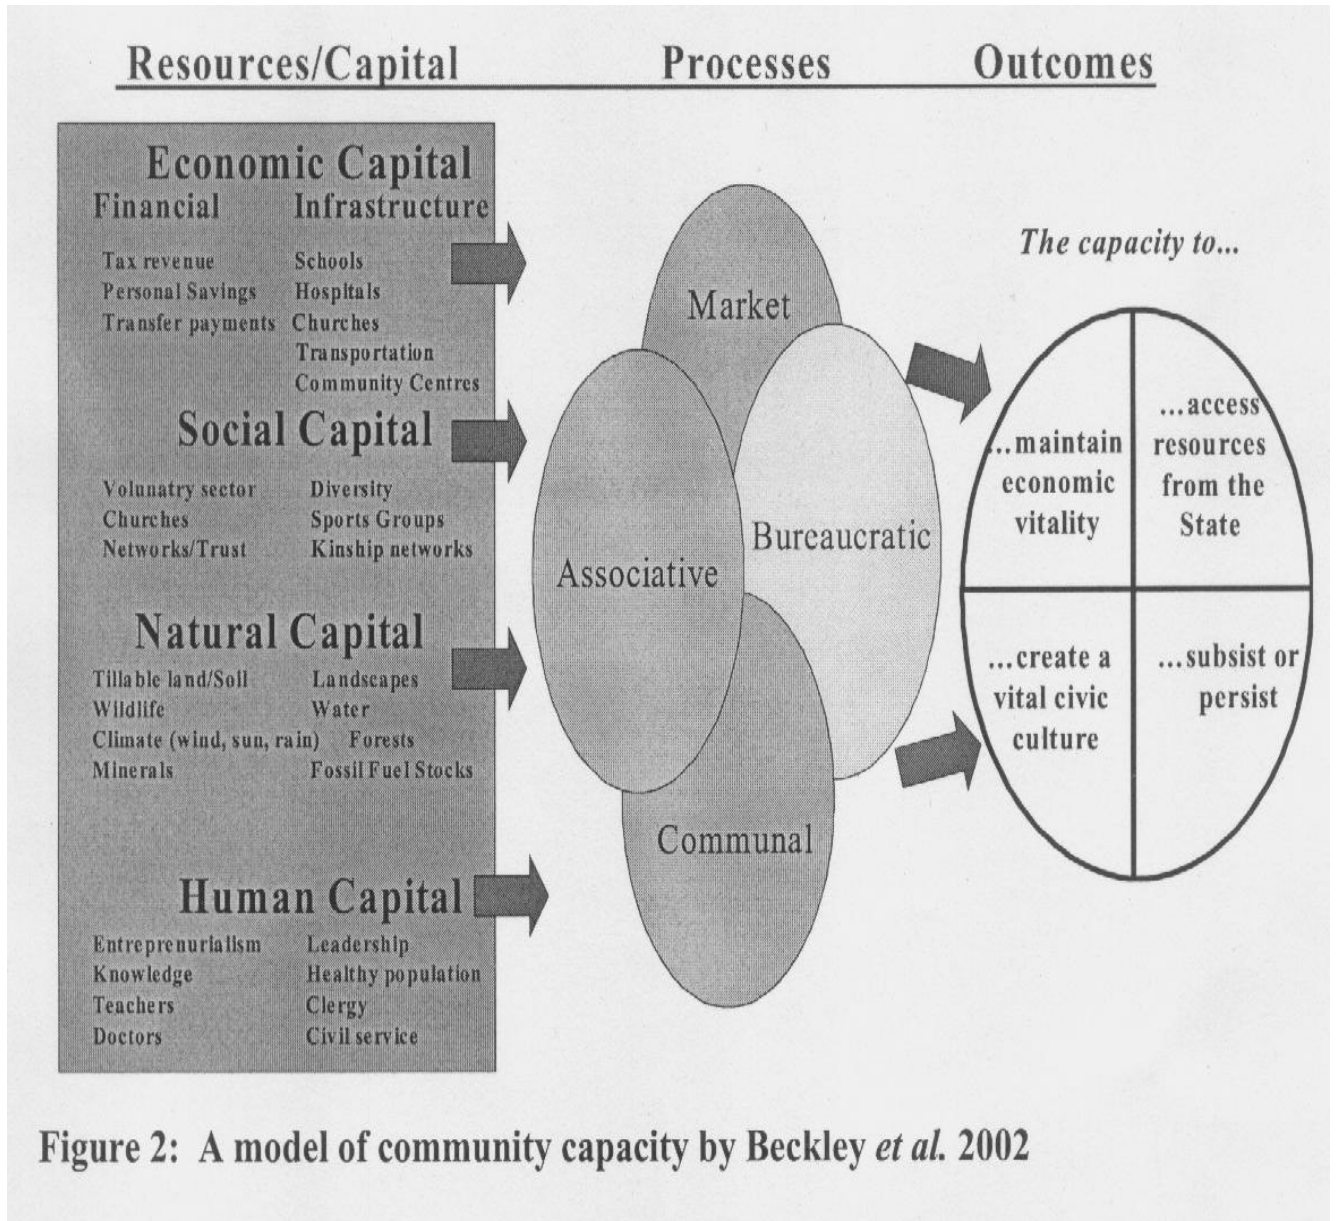 Resources/Capital Processes Outcomes
Economic Capital
Financial Infrastructure
Tax revenue Schools
Personal Savings Hospitals
Transfer payments Churches
Transportation
Community Centres
Social Capital
Volunatry sector Diversity
Churches Sports Groups
Networks/Trust Kinship networks
Natural Capital
Tillable land/Soil Landscapes
Wildlife Water
Climate (wind, sun, rain) Forests
Minerals Fossil Fuel Stocks
Human Capital
Entreprenurialism Leadership
Knowledge Healthy population
Teachers Clergy
Doctors Civil service
Market
Bureaucratic
Associative
Communal
The capacity to...
...maintain
economic
vitality
...access
resources
from the
State
...create a
vital civic
culture
...subsist or
persist
Figure 2: A model of community capacity by Beckley et al. 2002